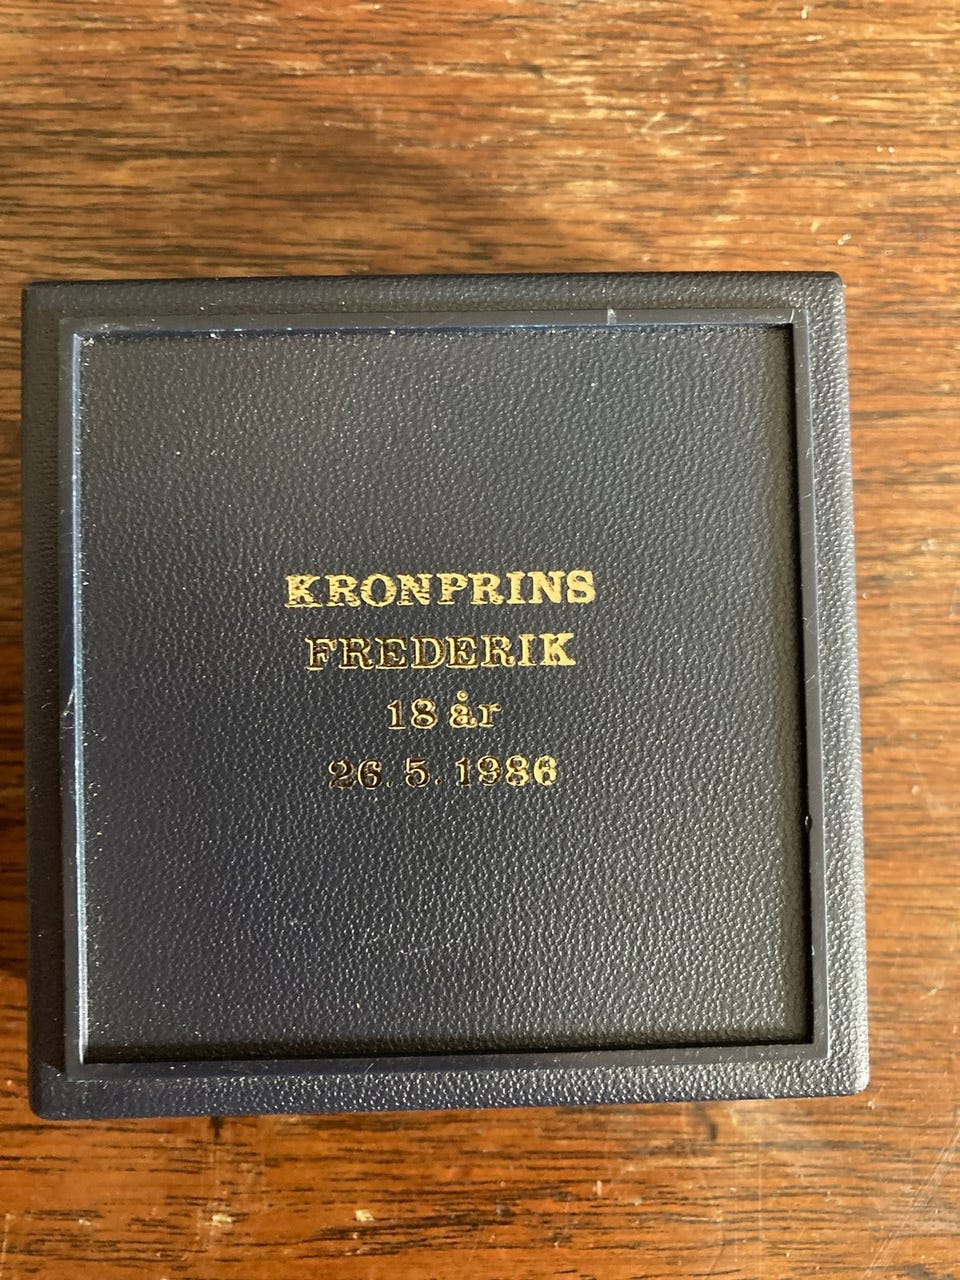 KRONPRINS
FREDERIK
18 år
26. 5. 1986